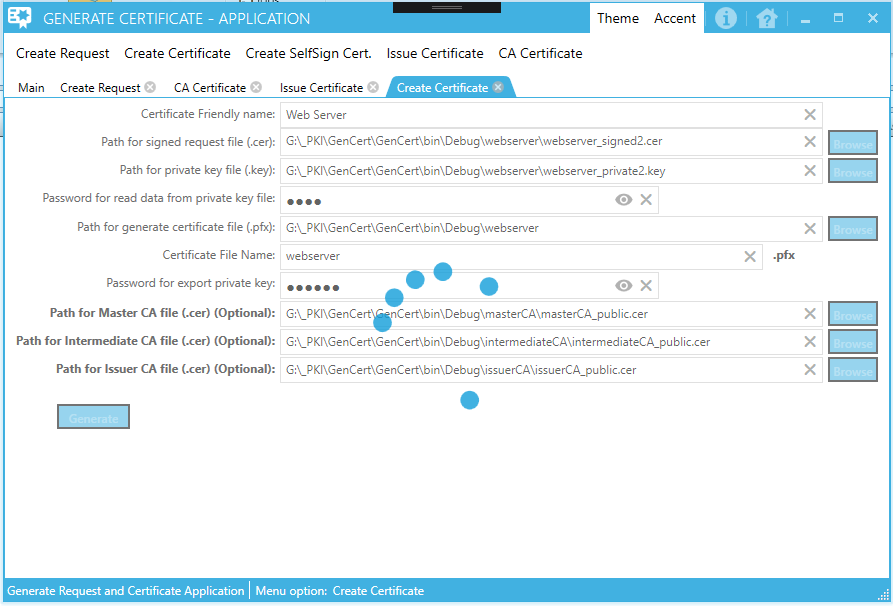 GENERATE CERTIFICATE - APPLICATION Theme Accent
Create Request Create Certificate Create SelfSign Cert. Issue Certificate CA Certificate
Main Create Request CA Certificate Issue Certificate Create Certificate
Certificate Friendly name: Web Server
Path for signed request file (.cer): G:\_PKI\GenCert\GenCert\bin\Debug\webserver\webserver_signed2.cer Browse
Path for private key file (.key): G:\_PKI\GenCert\GenCert\bin\Debug\webserver\webserver_private2.key Browse
Password for read data from private key file: ●●●●
Path for generate certificate file (.pfx): G:\_PKI\GenCert\GenCert\bin\Debug\webserver Browse
Certificate File Name: webserver .pfx
Password for export private key: ●●●●●●
Path for Master CA file (.cer) (Optional): G:\_PKI\GenCert\GenCert\bin\Debug\masterCA\masterCA_public.cer Browse
Path for Intermediate CA file (.cer) (Optional): G:\_PKI\GenCert\GenCert\bin\Debug\intermediateCA\intermediateCA_public.cer Browse
Path for Issuer CA file (.cer) (Optional): G:\_PKI\GenCert\GenCert\bin\Debug\issuerCA\issuerCA_public.cer Browse
Generate
Generate Request and Certificate Application Menu option: Create Certificate